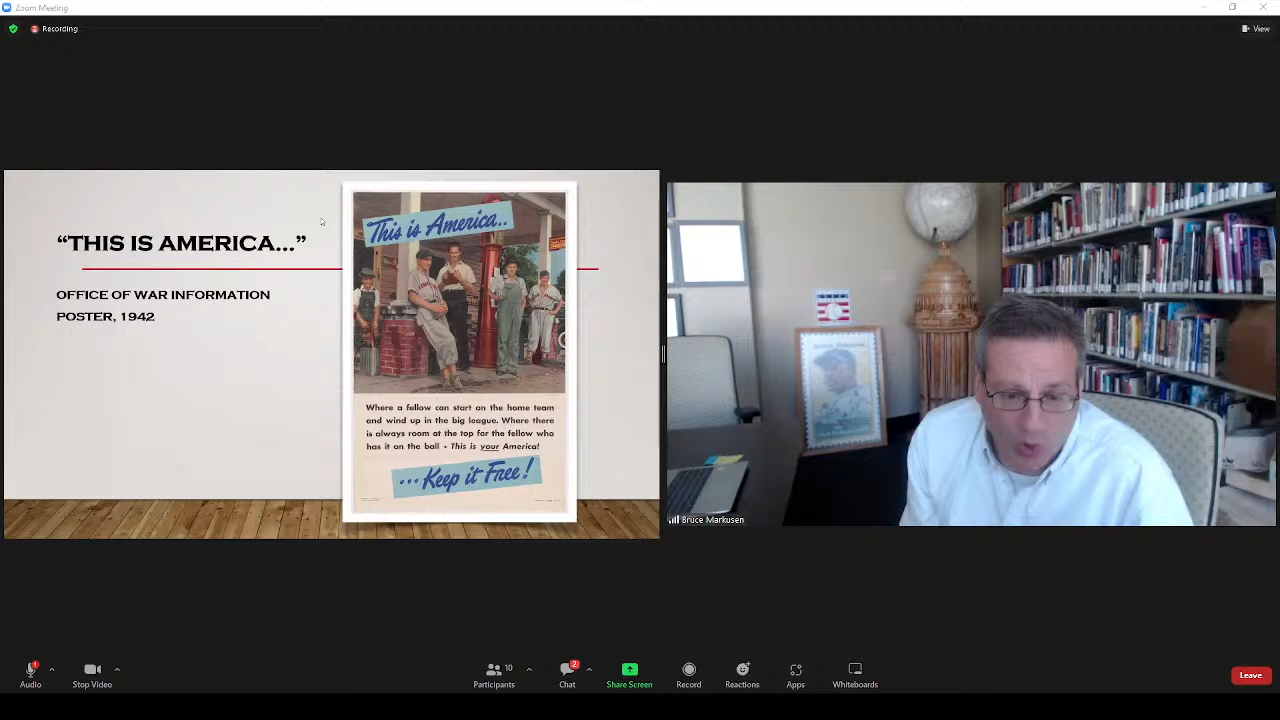 Zoom Meeting
Recording
View
“THIS IS AMERICA...”
OFFICE OF WAR INFORMATION
POSTER, 1942
This is America..
Where a fellow can start on the home team
and wind up in the big league. Where there
is always room at the top for the fellow who
has it on the ball • This is your America!
...Keep it Free!
Bruce Markusen
Audio
Stop Video
10
Participants
2
Chat
Share Screen
Record
Reactions
Apps
Whiteboards
Leave